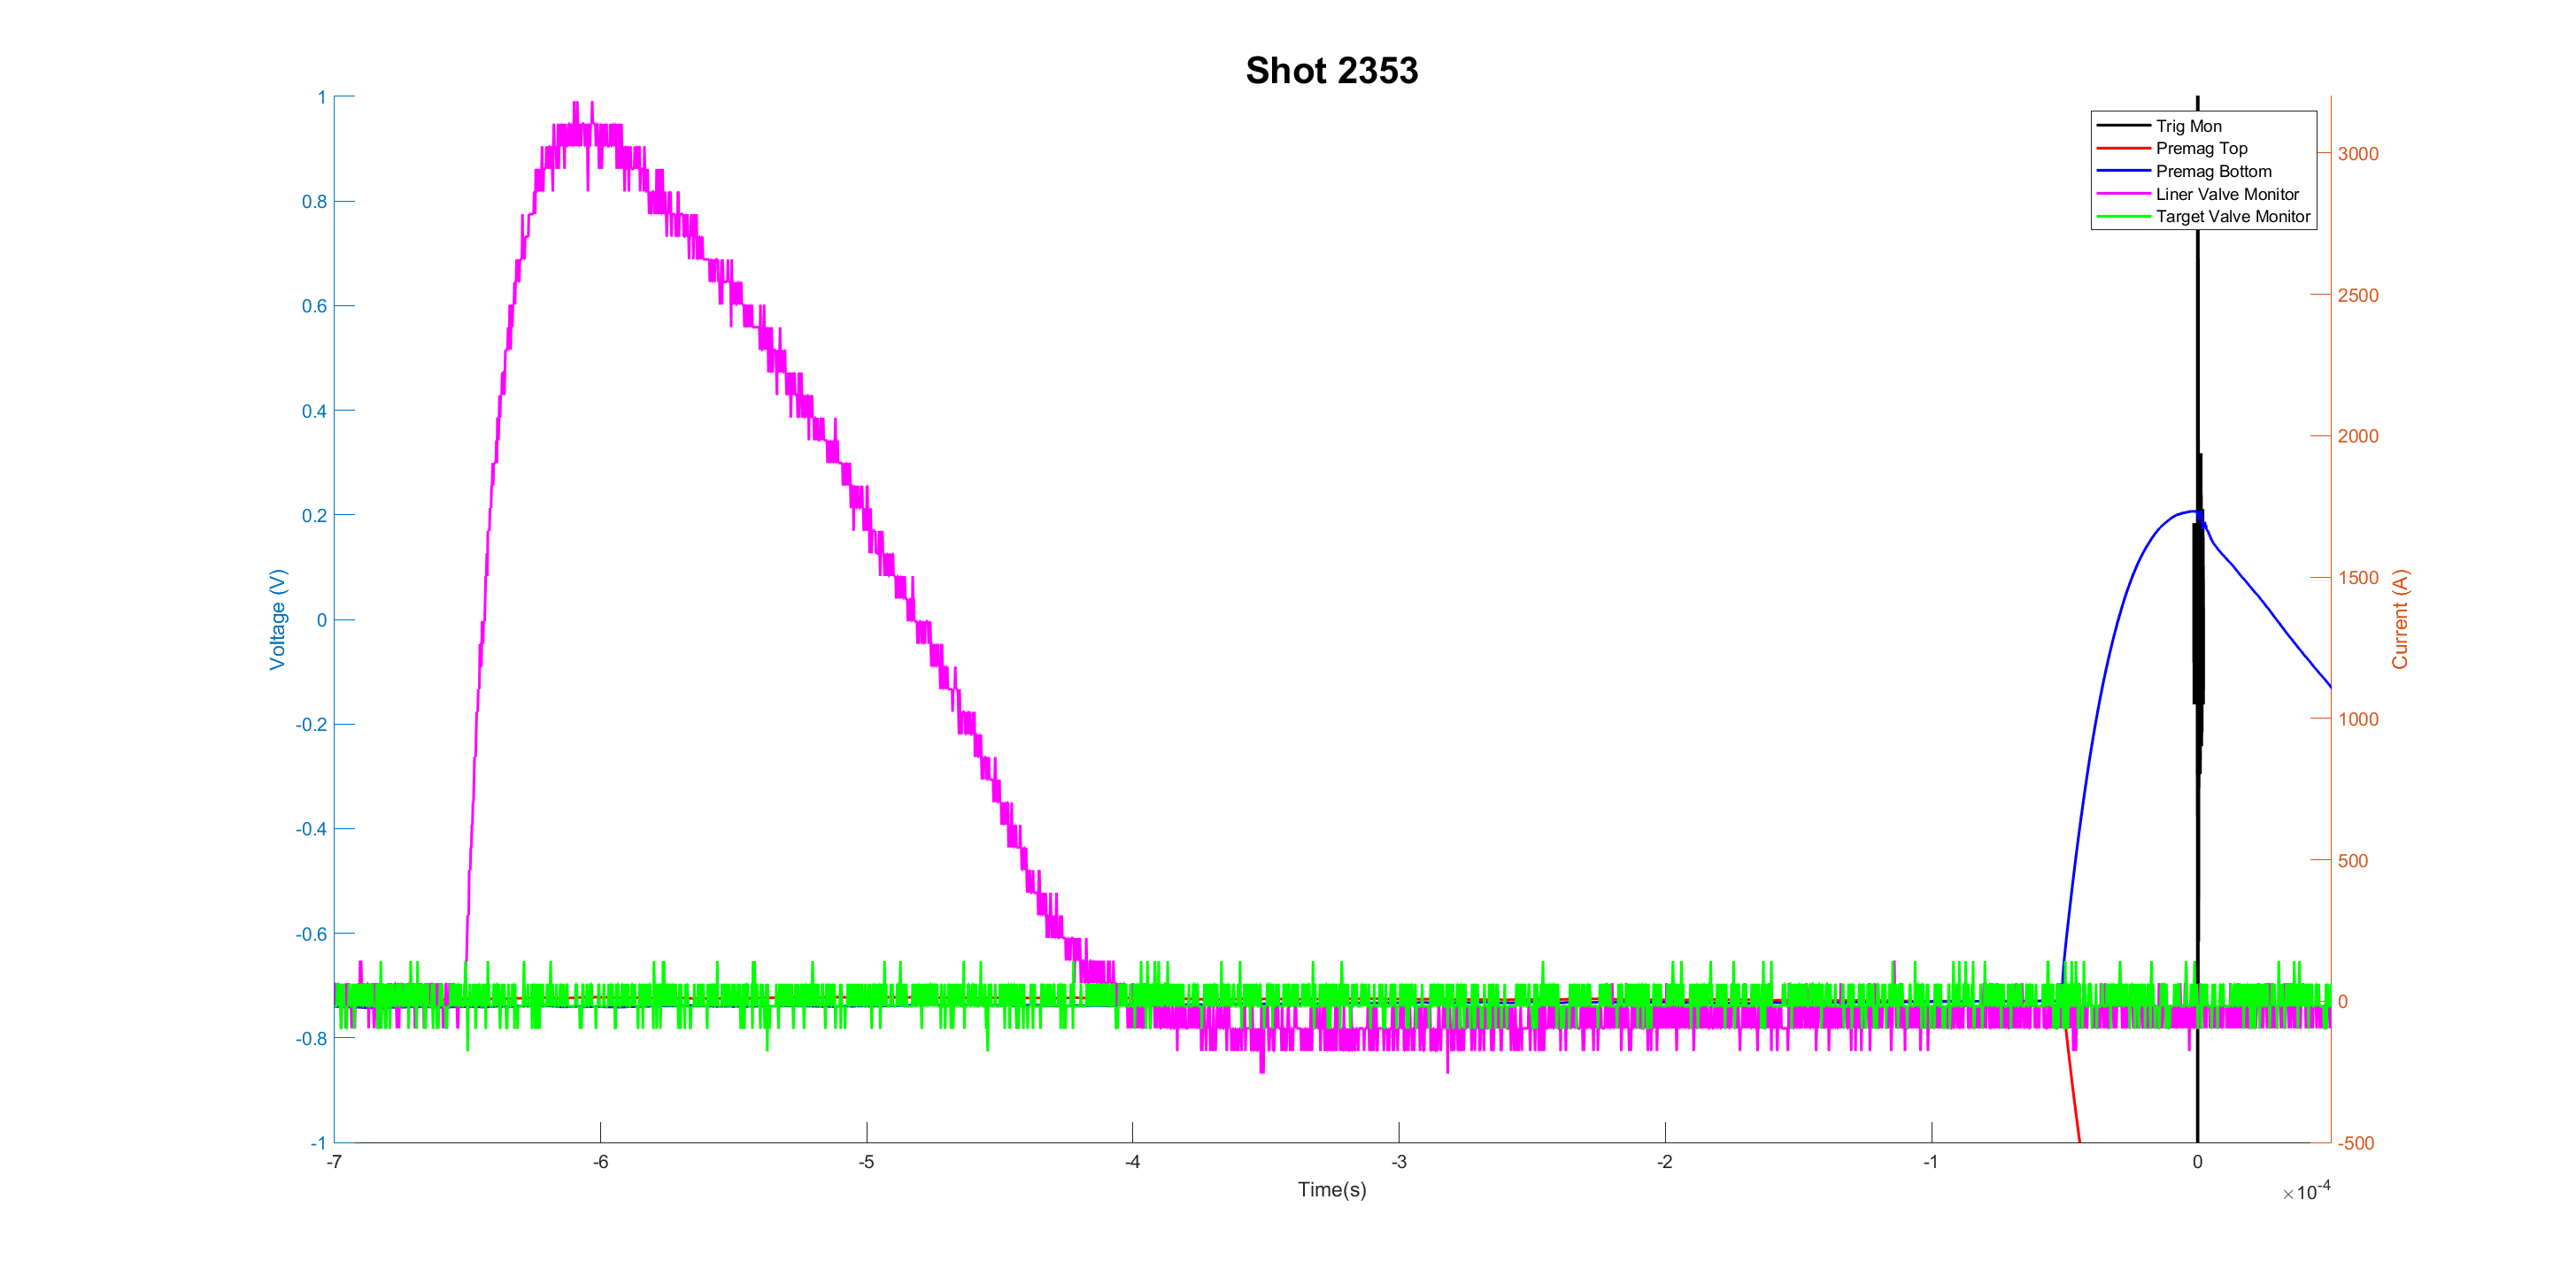 Shot 2353
Trig Mon
Premag Top
Premag Bottom
Liner Valve Monitor
Target Valve Monitor
Voltage (V)
1
0.8
0.6
0.4
0.2
0
-0.2
-0.4
-0.6
-0.8
-1
3000
2500
2000
1500
1000
500
0
-500
Current (A)
-7 -6 -5 -4 -3 -2 -1 0
Time(s)
×10-4